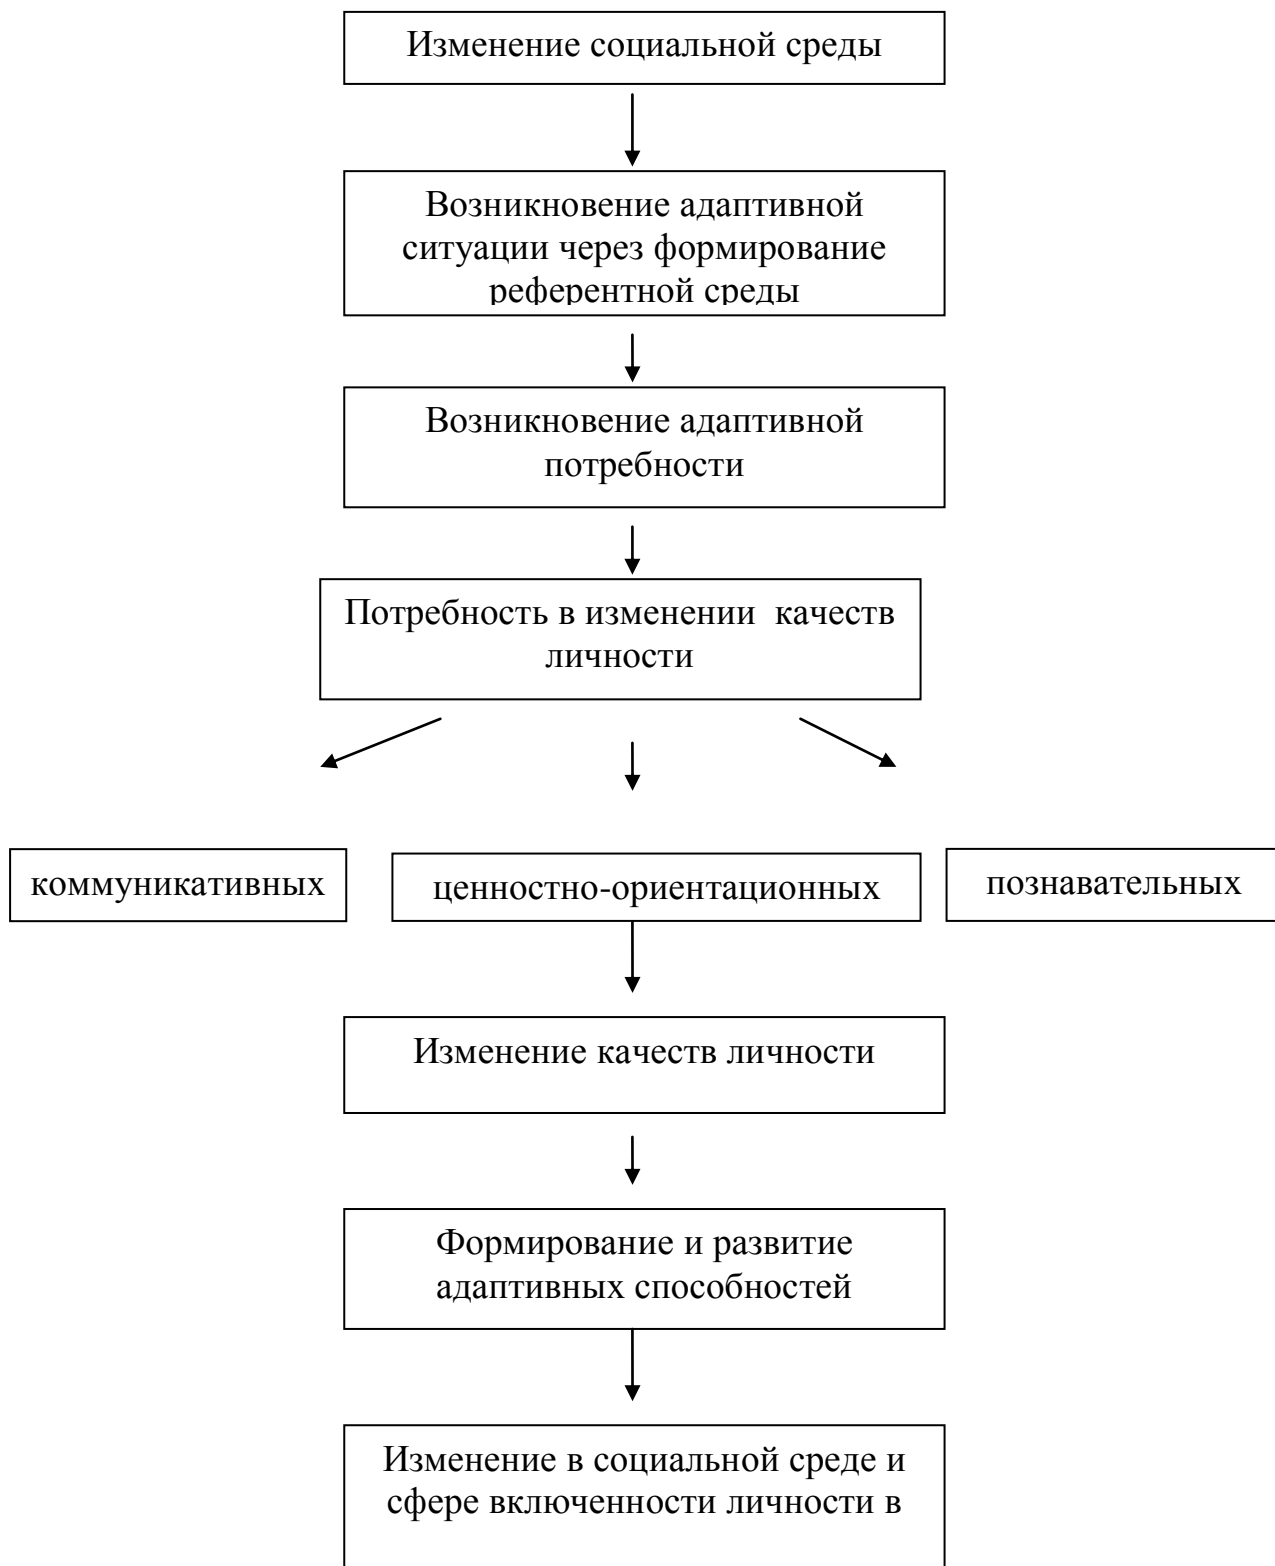 Изменение социальной среды
Возникновение адаптивной
ситуации через формирование
референтной среды
Возникновение адаптивной
потребности
Потребность в изменении  качеств
личности
коммуникативных
ценностно-ориентационных
познавательных
Изменение качеств личности
Формирование и развитие
адаптивных способностей
Изменение в социальной среде и
сфере включенности личности в